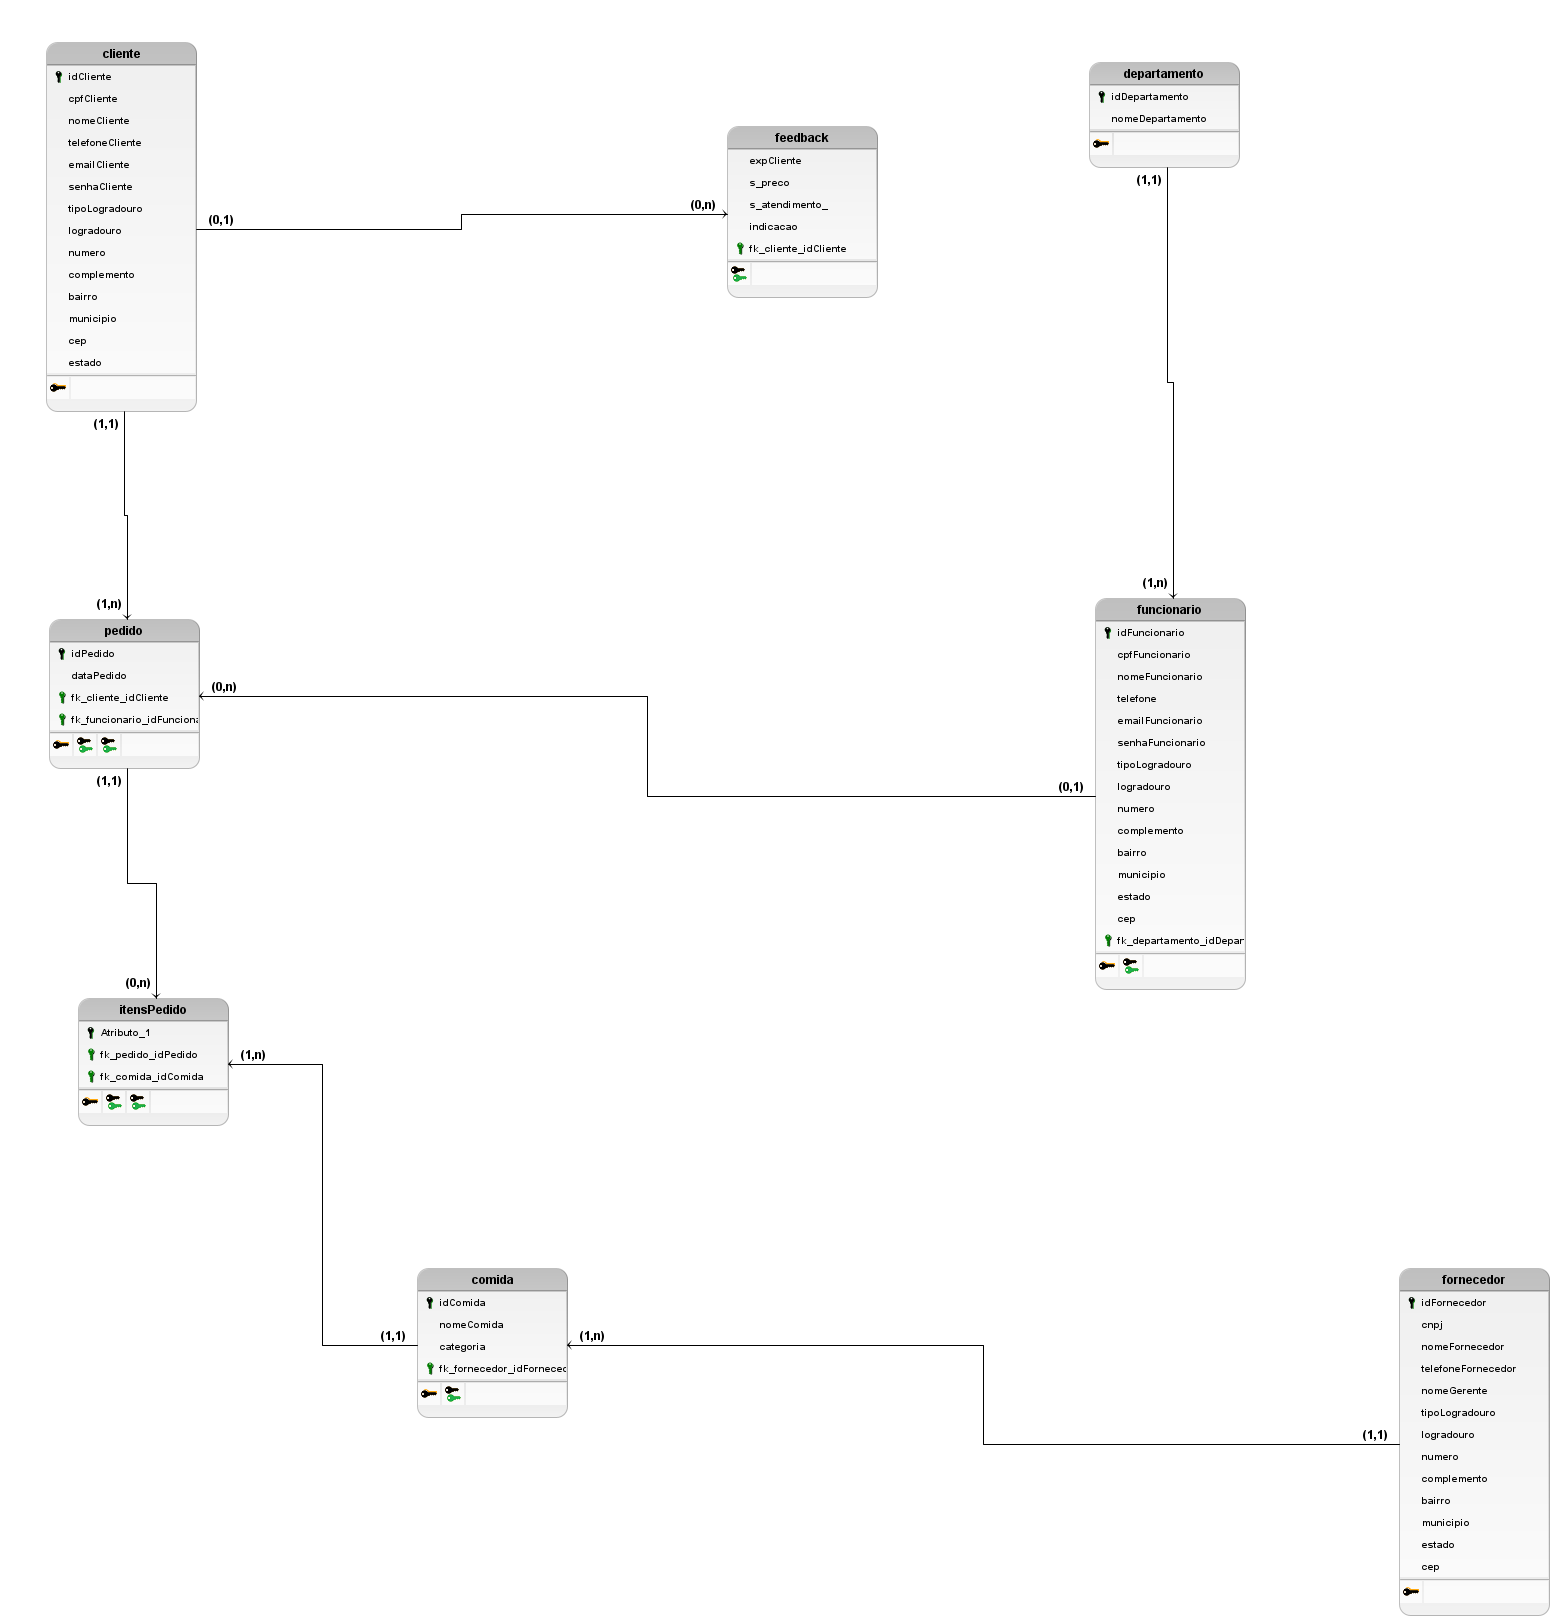 cliente
idCliente
cpfCliente
nomeCliente
telefoneCliente
emailCliente
senhaCliente
tipoLogradouro
logradouro
numero
complemento
bairro
municipio
cep
estado
(0,1)
(0,n)
(1,1)
feedback
expCliente
s_preco
s_atendimento_
indicacao
fk_cliente_idCliente
departamento
idDepartamento
nomeDepartamento
(1,1)
(1,n)
(1,n)
pedido
idPedido
dataPedido
fk_cliente_idCliente
fk_funcionario_idFunciona
(0,n)
(0,1)
(1,1)
funcionario
idFuncionario
cpfFuncionario
nomeFuncionario
telefone
emailFuncionario
senhaFuncionario
tipoLogradouro
logradouro
numero
complemento
bairro
municipio
estado
cep
fk_departamento_idDepar
(0,n)
itensPedido
Atributo_1
fk_pedido_idPedido
fk_comida_idComida
(1,n)
(1,1)
comida
idComida
nomeComida
categoria
fk_fornecedor_idFornecec
(1,n)
(1,1)
fornecedor
idFornecedor
cnpj
nomeFornecedor
telefoneFornecedor
nomeGerente
tipoLogradouro
logradouro
numero
complemento
bairro
municipio
estado
cep